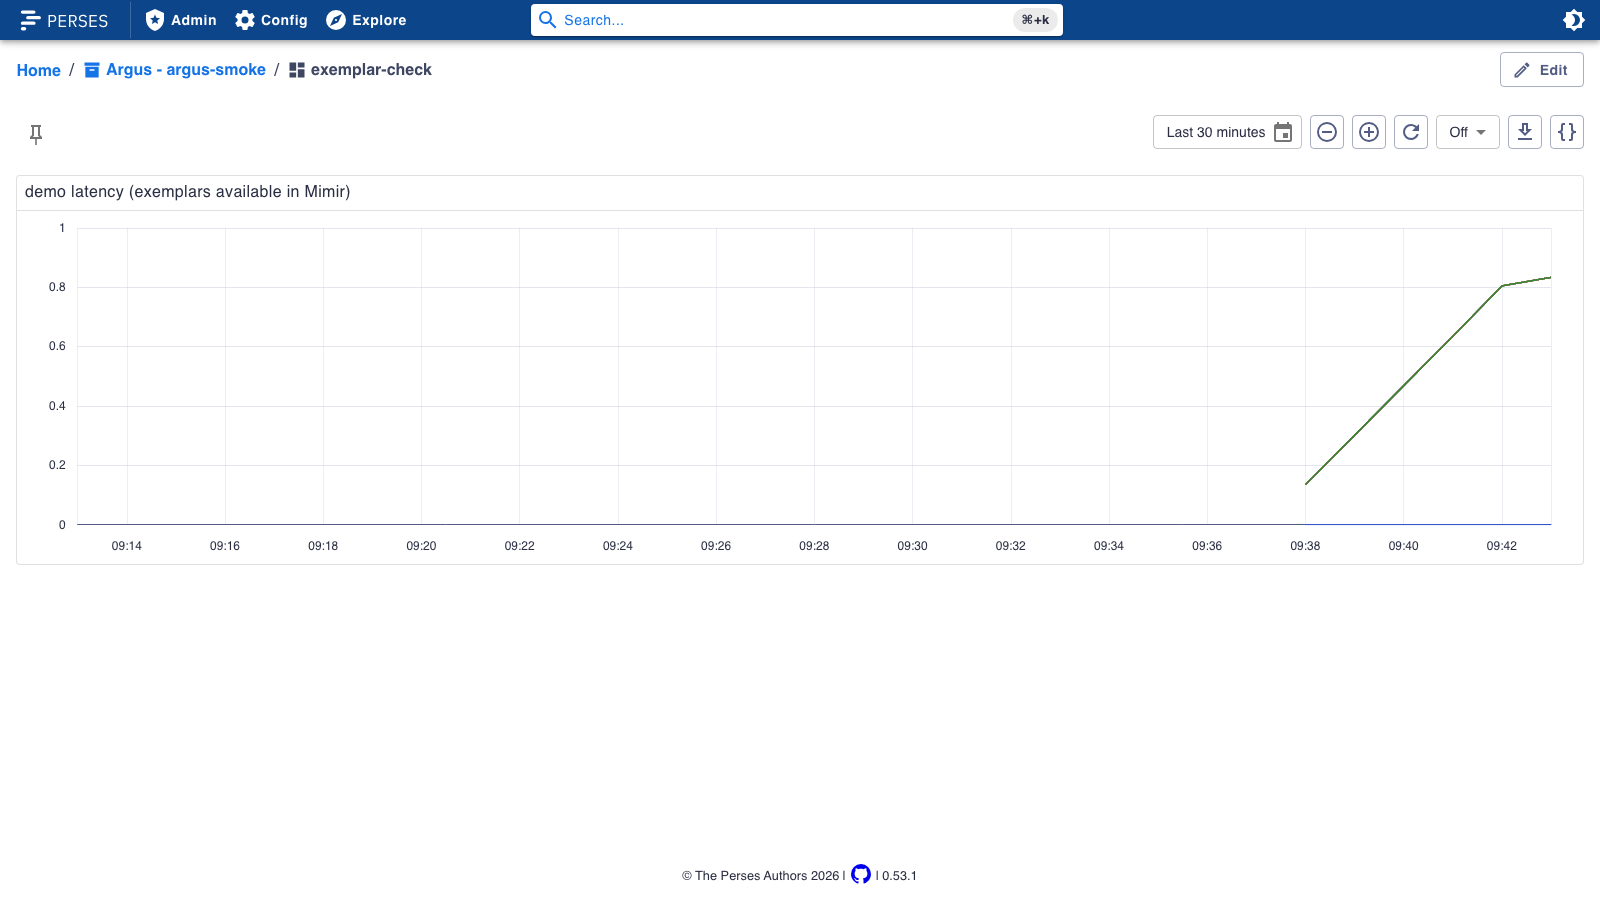 PERSES Admin Config Explore Search... ⌘+k
Home / Argus - argus-smoke / exemplar-check Edit
Last 30 minutes Off {}
demo latency (exemplars available in Mimir)
1
0.8
0.6
0.4
0.2
0
09:14 09:16 09:18 09:20 09:22 09:24 09:26 09:28 09:30 09:32 09:34 09:36 09:38 09:40 09:42
© The Perses Authors 2026 | | 0.53.1